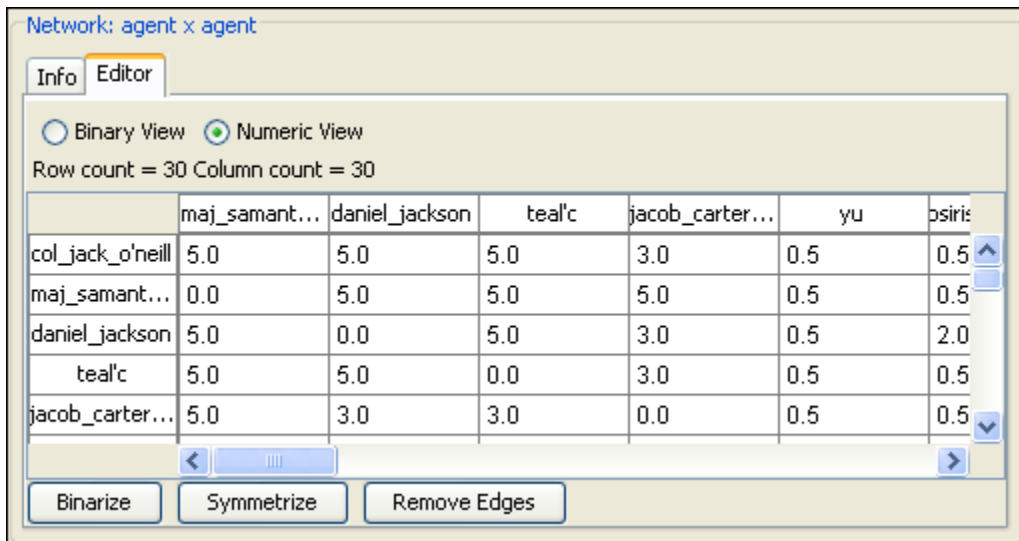 Network: agent x agent
Info Editor
Binary View Numeric View
Row count = 30 Column count = 30
maj_samant... daniel_jackson teal'c jacob_carter... yu osiris
col_jack_o'neill 5.0 5.0 5.0 3.0 0.5 0.5
maj_samant... 0.0 5.0 5.0 5.0 0.5 0.5
daniel_jackson 5.0 0.0 5.0 3.0 0.5 2.0
teal'c 5.0 5.0 0.0 3.0 0.5 0.5
jacob_carter... 5.0 3.0 3.0 0.0 0.5 0.5
Binarize Symmetrize Remove Edges